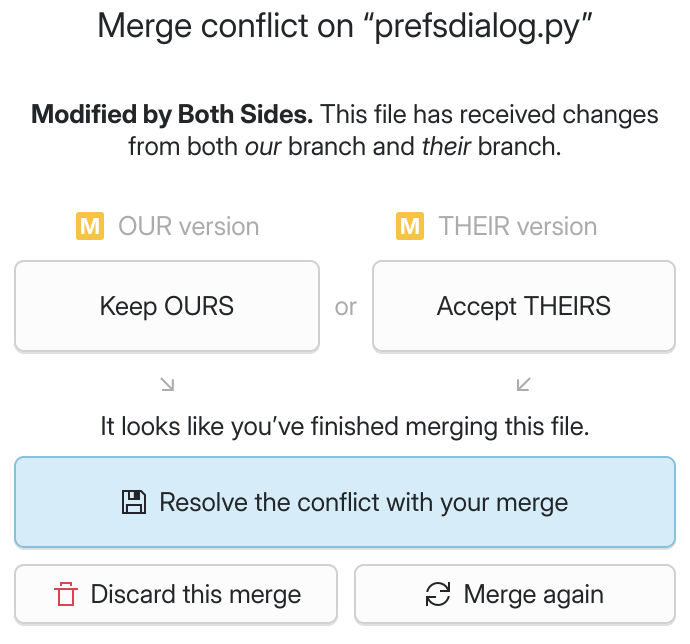 Merge conflict on “prefsdialog.py”
Modified by Both Sides. This file has received changes
from both our branch and their branch.
M OUR version
M THEIR version
Keep OURS
or
Accept THEIRS
It looks like you’ve finished merging this file.
Resolve the conflict with your merge
Discard this merge
Merge again